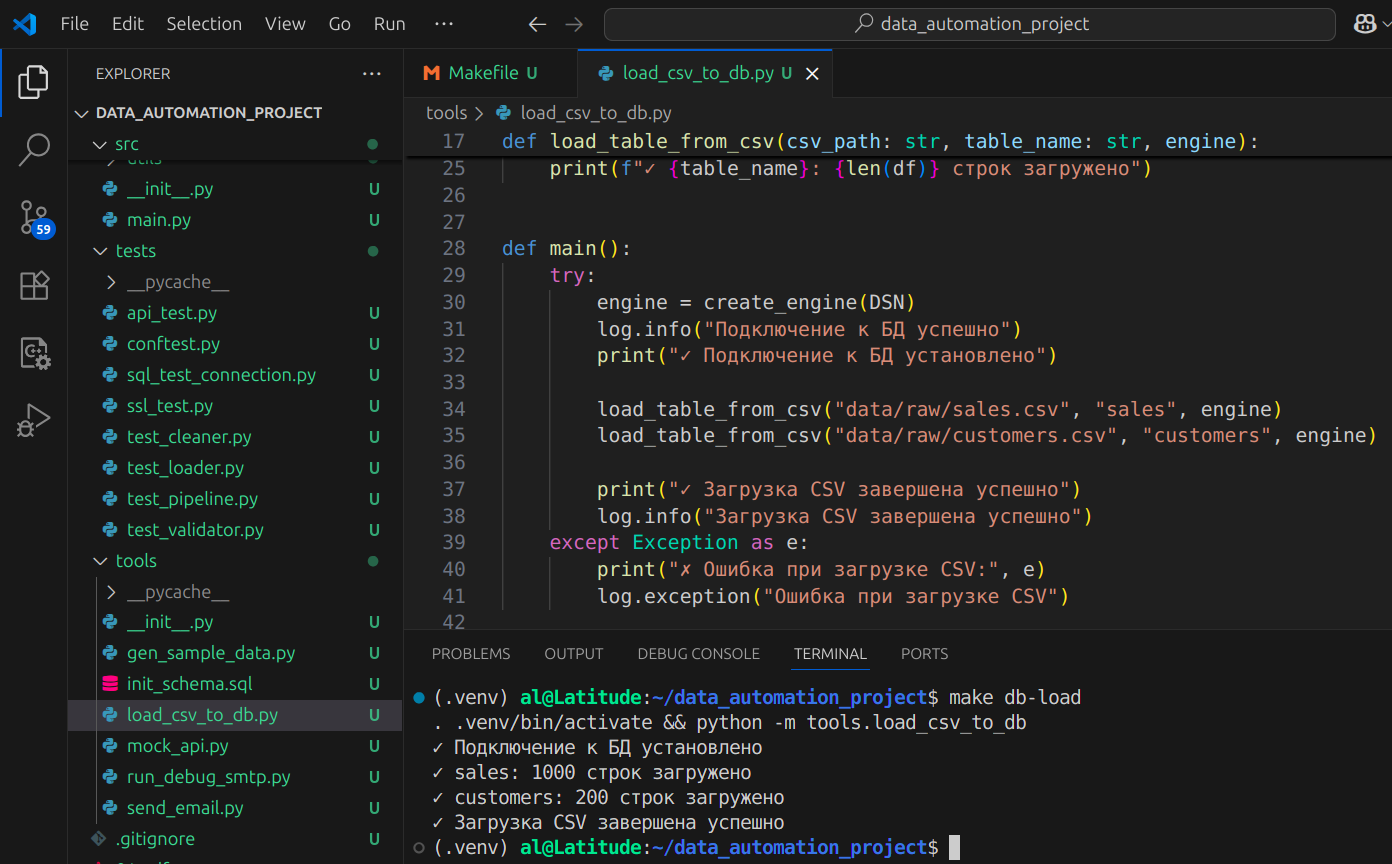 File Edit Selection View Go Run ··· ← → data_automation_project
EXPLORER ···
DATA_AUTOMATION_PROJECT
src
utils
__init__.py U
main.py U
tests
__pycache__
api_test.py U
conftest.py U
sql_test_connection.py U
ssl_test.py U
test_cleaner.py U
test_loader.py U
test_pipeline.py U
test_validator.py U
tools
__pycache__
__init__.py U
gen_sample_data.py U
init_schema.sql U
load_csv_to_db.py U
mock_api.py U
run_debug_smtp.py U
send_email.py U
.gitignore U
59
Makefile U load_csv_to_db.py U ×
tools > load_csv_to_db.py
17 def load_table_from_csv(csv_path: str, table_name: str, engine):
25 print(f"✓ {table_name}: {len(df)} строк загружено")
26
27
28 def main():
29 try:
30 engine = create_engine(DSN)
31 log.info("Подключение к БД успешно")
32 print("✓ Подключение к БД установлено")
33
34 load_table_from_csv("data/raw/sales.csv", "sales", engine)
35 load_table_from_csv("data/raw/customers.csv", "customers", engine)
36
37 print("✓ Загрузка CSV завершена успешно")
38 log.info("Загрузка CSV завершена успешно")
39 except Exception as e:
40 print("✗ Ошибка при загрузке CSV:", e)
41 log.exception("Ошибка при загрузке CSV")
42
PROBLEMS OUTPUT DEBUG CONSOLE TERMINAL PORTS
(.venv) al@Latitude:~/data_automation_project$ make db-load
. .venv/bin/activate && python -m tools.load_csv_to_db
✓ Подключение к БД установлено
✓ sales: 1000 строк загружено
✓ customers: 200 строк загружено
✓ Загрузка CSV завершена успешно
(.venv) al@Latitude:~/data_automation_project$